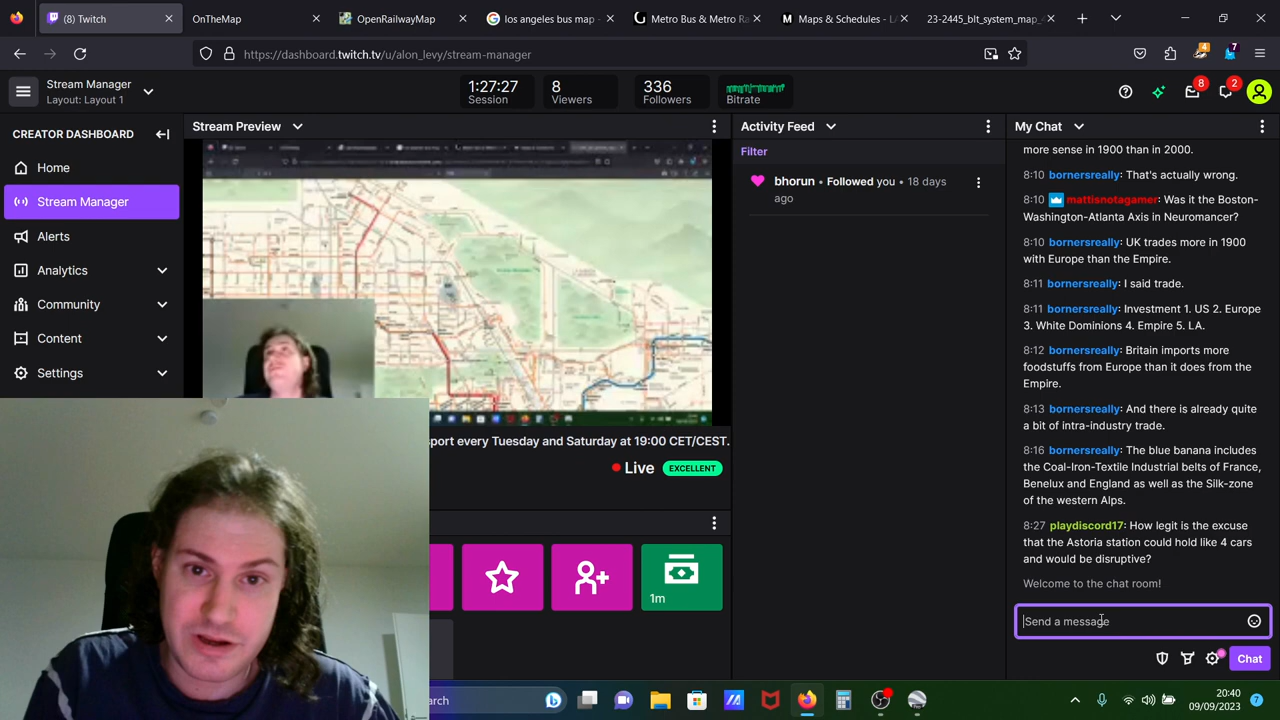 Twitch
OnTheMap
OpenRailwayMap
los angeles bus map -
Metro Bus & Metro Ra
Maps & Schedules - LA
23-2445_blt_system_map_4
https://dashboard.twitch.tv/u/alon_levy/stream-manager
4
7
Stream Manager
Layout: Layout 1
1:27:27
Session
8
Viewers
336
Followers
Bitrate
8
2
CREATOR DASHBOARD
Home
Stream Manager
Alerts
Analytics
Community
Content
Settings
Stream Preview
port every Tuesday and Saturday at 19:00 CET/CEST.
Live
EXCELLENT
1m
Activity Feed
Filter
bhorun • Followed you • 18 days
ago
My Chat
more sense in 1900 than in 2000.
8:10 bornersreally: That's actually wrong.
8:10 mattisnotagamer: Was it the Boston-
Washington-Atlanta Axis in Neuromancer?
8:10 bornersreally: UK trades more in 1900
with Europe than the Empire.
8:11 bornersreally: I said trade.
8:11 bornersreally: Investment 1. US 2. Europe
3. White Dominions 4. Empire 5. LA.
8:12 bornersreally: Britain imports more
foodstuffs from Europe than it does from the
Empire.
8:13 bornersreally: And there is already quite
a bit of intra-industry trade.
8:16 bornersreally: The blue banana includes
the Coal-Iron-Textile Industrial belts of France,
Benelux and England as well as the Silk-zone
of the western Alps.
8:27 playdiscord17: How legit is the excuse
that the Astoria station could hold like 4 cars
and would be disruptive?
Welcome to the chat room!
Send a message
Chat
arch
20:40
09/09/2023
7